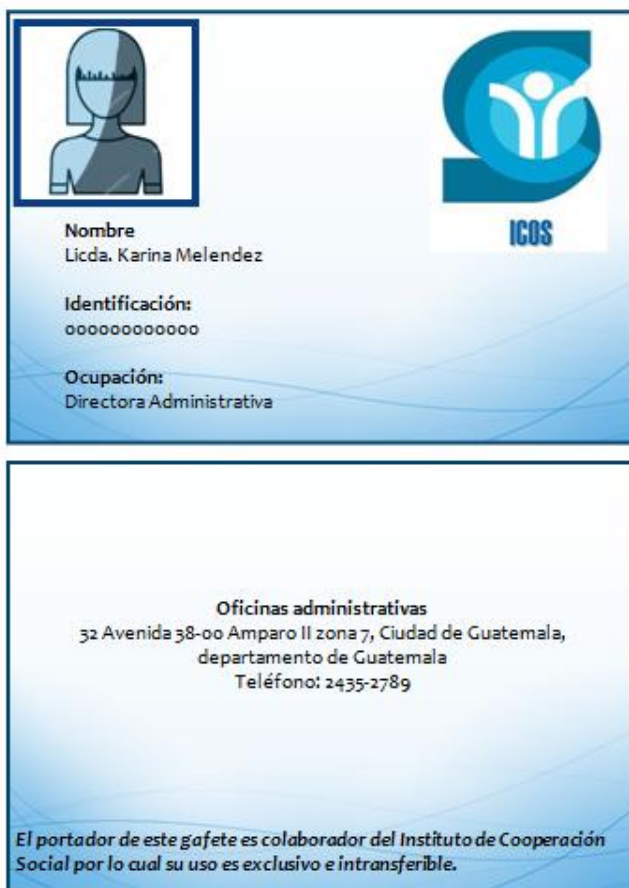 ICOS
Nombre
Licda. Karina Melendez
Identificación:
000000000000
Ocupación:
Directora Administrativa
Oficinas administrativas
32 Avenida 38-00 Amparo II zona 7, Ciudad de Guatemala,
departamento de Guatemala
Teléfono: 2435-2789
El portador de este gafete es colaborador del Instituto de Cooperación
Social por lo cual su uso es exclusivo e intransferible.